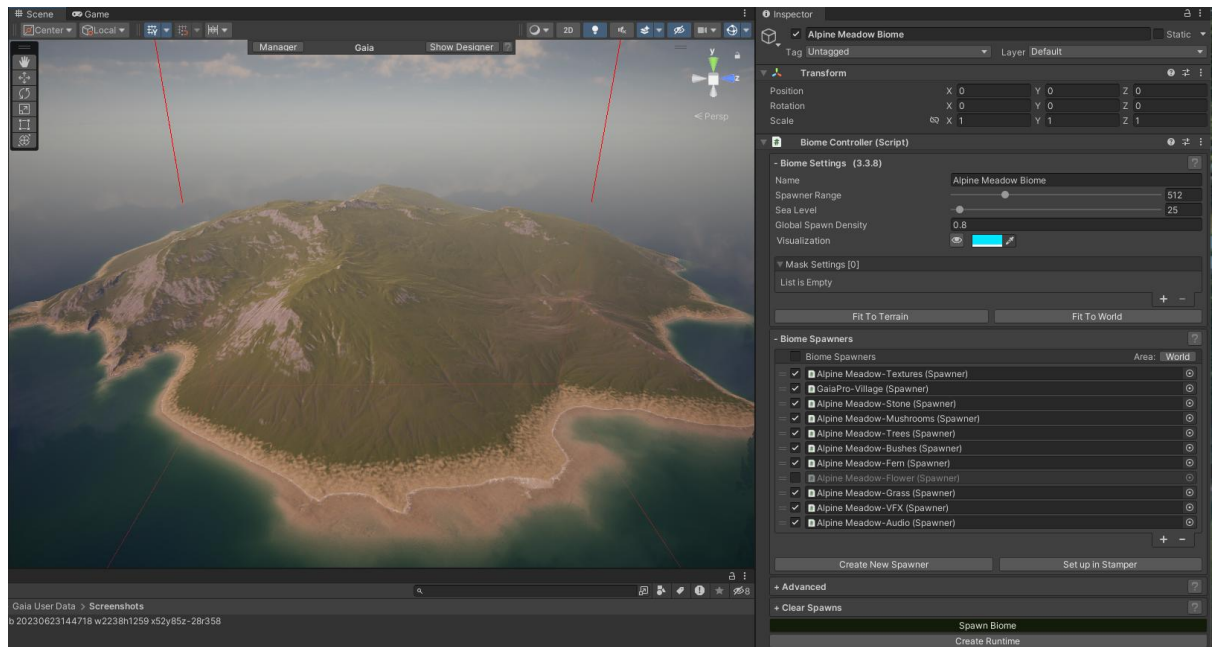 Scene Game
Center Local 2D
Manager Gaia Show Designer ?
y
z
Persp
8
Gaia User Data > Screenshots
b 20230623144718 w2238h1259 x52y85z-28r358
Inspector
Alpine Meadow Biome Static
Tag Untagged Layer Default
Transform
Position X 0 Y 0 Z 0
Rotation X 0 Y 0 Z 0
Scale X 1 Y 1 Z 1
# Biome Controller (Script)
- Biome Settings (3.3.8) ?
Name Alpine Meadow Biome
Spawner Range 512
Sea Level 25
Global Spawn Density 0.8
Visualization
Mask Settings [0]
List is Empty
+ -
Fit To Terrain Fit To World
- Biome Spawners ?
Biome Spawners Area: World
Alpine Meadow-Textures (Spawner)
GaiaPro-Village (Spawner)
Alpine Meadow-Stone (Spawner)
Alpine Meadow-Mushrooms (Spawner)
Alpine Meadow-Trees (Spawner)
Alpine Meadow-Bushes (Spawner)
Alpine Meadow-Fern (Spawner)
Alpine Meadow-Flower (Spawner)
Alpine Meadow-Grass (Spawner)
Alpine Meadow-VFX (Spawner)
Alpine Meadow-Audio (Spawner)
+ -
Create New Spawner Set up in Stamper
+ Advanced ?
+ Clear Spawns ?
Spawn Biome
Create Runtime